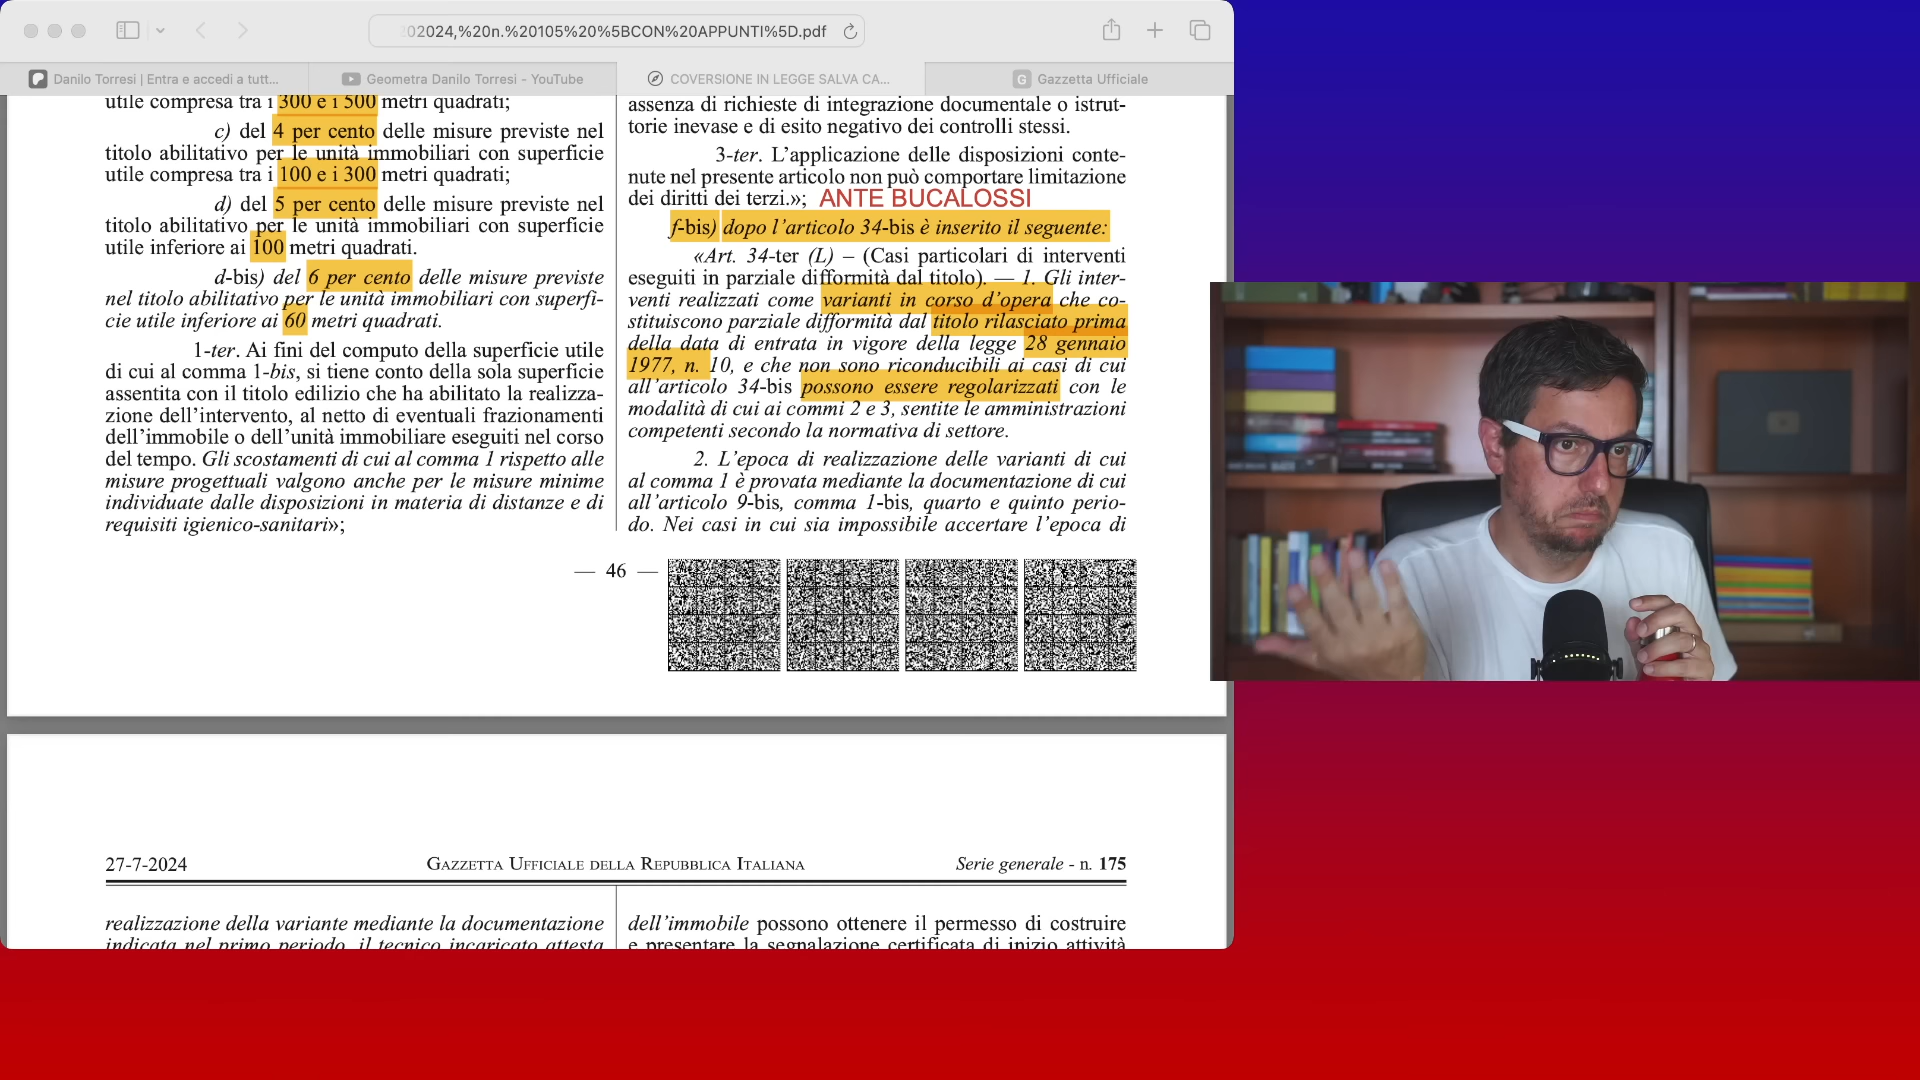 202024,%20n.%20105%20%5BCON%20APPUNTI%5D.pdf
Danilo Torresi | Entra e accedi a tutt...
Geometra Danilo Torresi - YouTube
COVERSIONE IN LEGGE SALVA CA...
G Gazzetta Ufficiale
utile compresa tra i 300 e i 500 metri quadrati;
c) del 4 per cento delle misure previste nel
titolo abilitativo per le unità immobiliari con superficie
utile compresa tra i 100 e i 300 metri quadrati;
d) del 5 per cento delle misure previste nel
titolo abilitativo per le unità immobiliari con superficie
utile inferiore ai 100 metri quadrati.
d-bis) del 6 per cento delle misure previste
nel titolo abilitativo per le unità immobiliari con superfi-
cie utile inferiore ai 60 metri quadrati.
1-ter. Ai fini del computo della superficie utile
di cui al comma 1-bis, si tiene conto della sola superficie
assentita con il titolo edilizio che ha abilitato la realizza-
zione dell’intervento, al netto di eventuali frazionamenti
dell’immobile o dell’unità immobiliare eseguiti nel corso
del tempo. Gli scostamenti di cui al comma 1 rispetto alle
misure progettuali valgono anche per le misure minime
individuate dalle disposizioni in materia di distanze e di
requisiti igienico-sanitari»;
assenza di richieste di integrazione documentale o istrut-
torie inevase e di esito negativo dei controlli stessi.
3-ter. L’applicazione delle disposizioni conte-
nute nel presente articolo non può comportare limitazione
dei diritti dei terzi.»; ANTE BUCALOSSI
f-bis) dopo l’articolo 34-bis è inserito il seguente:
«Art. 34-ter (L) – (Casi particolari di interventi
eseguiti in parziale difformità dal titolo). — 1. Gli inter-
venti realizzati come varianti in corso d’opera che co-
stituiscono parziale difformità dal titolo rilasciato prima
della data di entrata in vigore della legge 28 gennaio
1977, n. 10, e che non sono riconducibili ai casi di cui
all’articolo 34-bis possono essere regolarizzati con le
modalità di cui ai commi 2 e 3, sentite le amministrazioni
competenti secondo la normativa di settore.
2. L’epoca di realizzazione delle varianti di cui
al comma 1 è provata mediante la documentazione di cui
all’articolo 9-bis, comma 1-bis, quarto e quinto perio-
do. Nei casi in cui sia impossibile accertare l’epoca di
— 46 —
27-7-2024
GAZZETTA UFFICIALE DELLA REPUBBLICA ITALIANA
Serie generale - n. 175
realizzazione della variante mediante la documentazione
indicata nel primo periodo, il tecnico incaricato attesta
dell’immobile possono ottenere il permesso di costruire
e presentare la segnalazione certificata di inizio attività